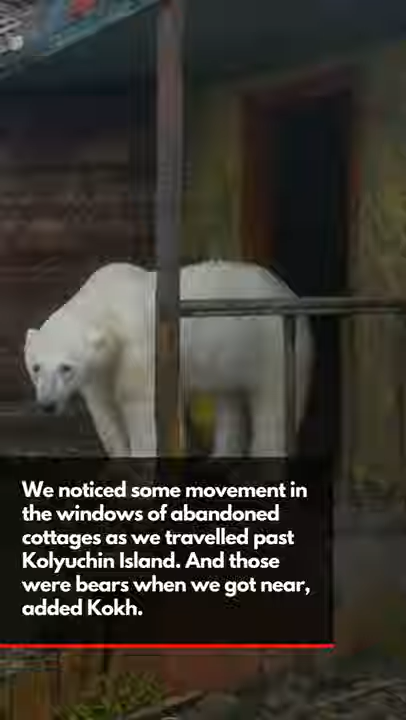 We noticed some movement in
the windows of abandoned
cottages as we travelled past
Kolyuchin Island. And those
were bears when we got near,
added Kokh.